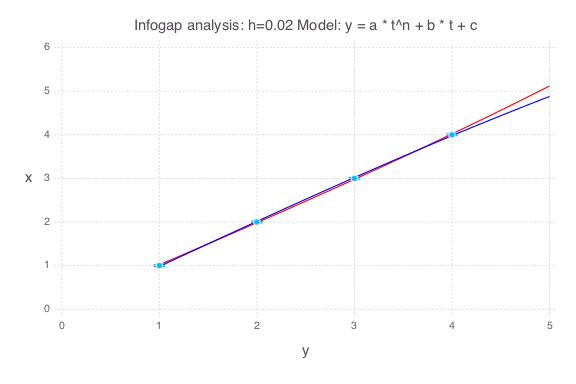 Infogap analysis: h=0.02 Model: y = a * t^n + b * t + c
6
5
4
x 3
2
1
0
0 1 2 3 4 5
y